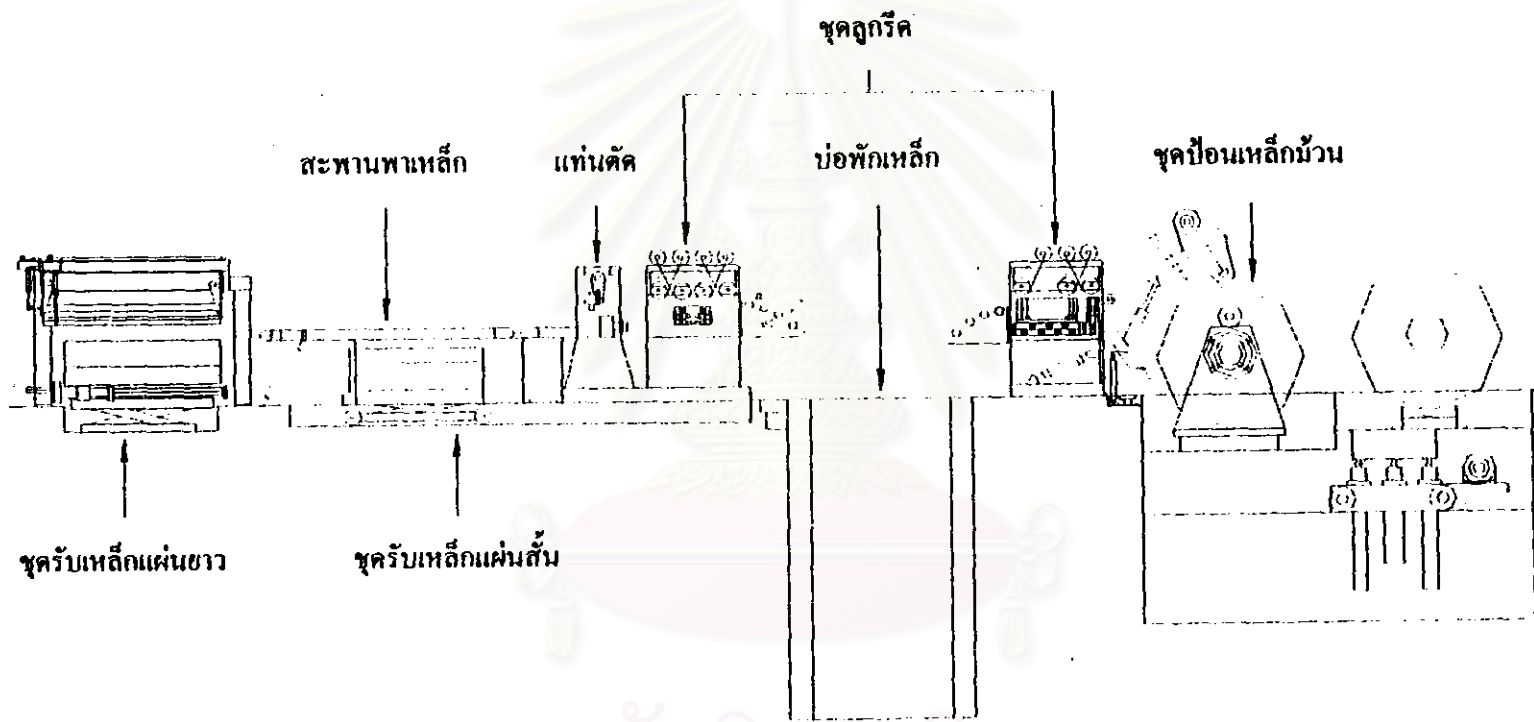 ชุดลูกรีด
สะพานพาเหล็ก
แท่นตัด
บ่อพักเหล็ก
ชุดป้อนเหล็กม้วน
ชุดรับเหล็กแผ่นยาว
ชุดรับเหล็กแผ่นสั้น